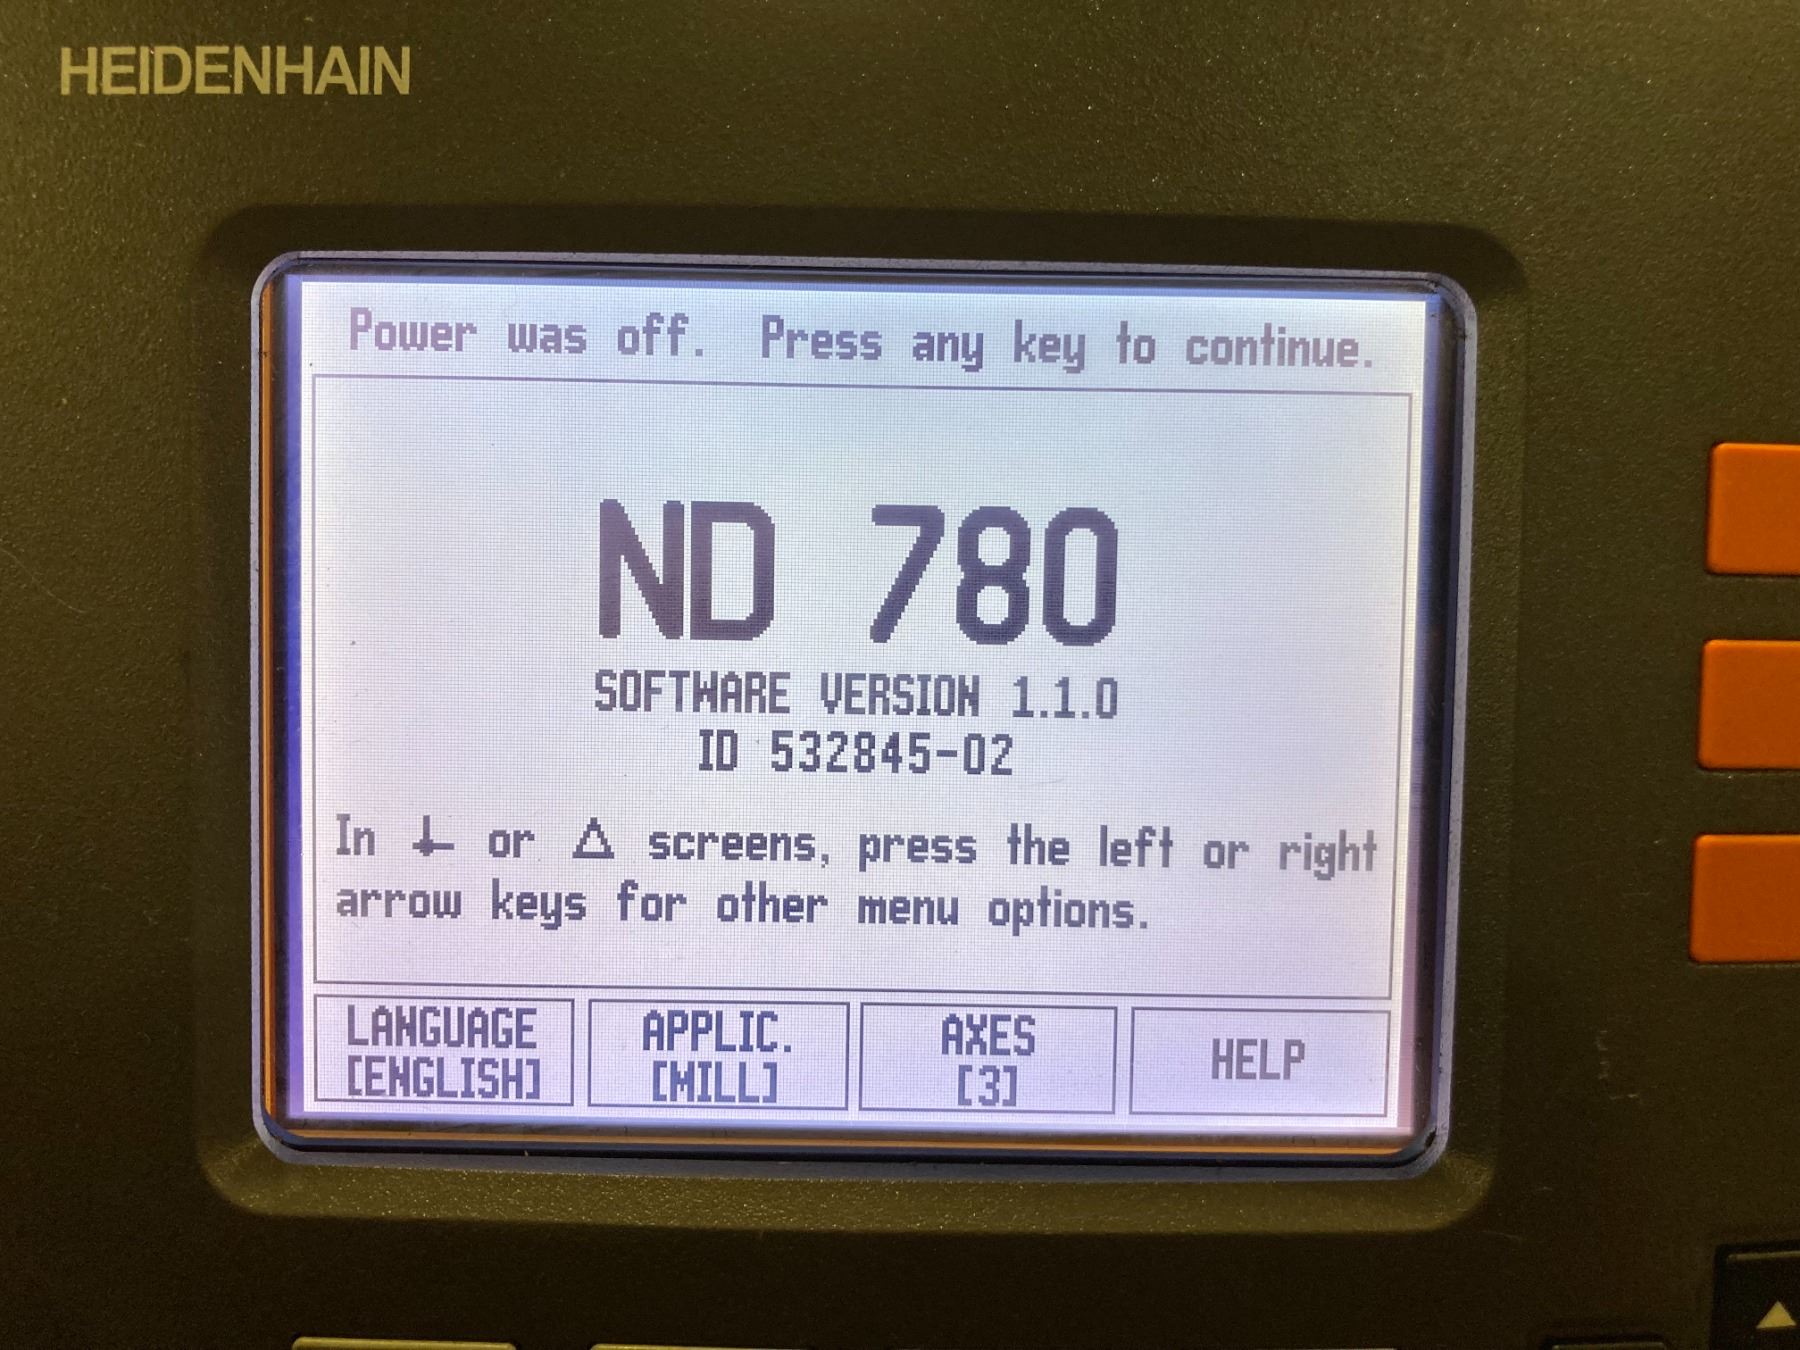 HEIDENHAIN
Power was off. Press any key to continue.
ND 780
SOFTWARE VERSION 1.1.0
ID 532845-02
In or △ screens, press the left or right
arrow keys for other menu options.
LANGUAGE
[ENGLISH]
APPLIC.
[MILL]
AXES
[3]
HELP